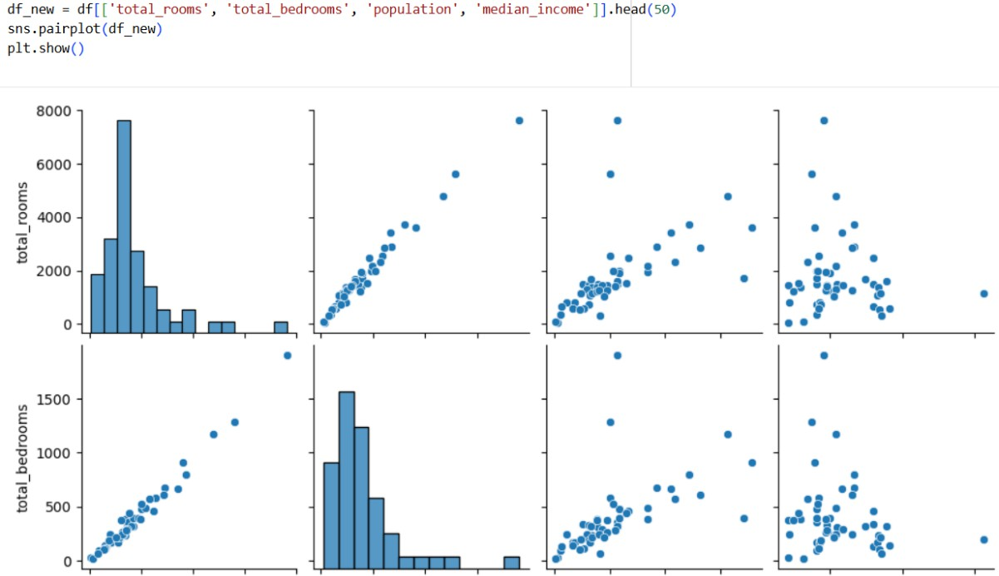 df_new = df[['total_rooms', 'total_bedrooms', 'population', 'median_income']].head(50)
sns.pairplot(df_new)
plt.show()
8000
6000
4000
2000
0
total_rooms
1500
1000
500
0
total_bedrooms